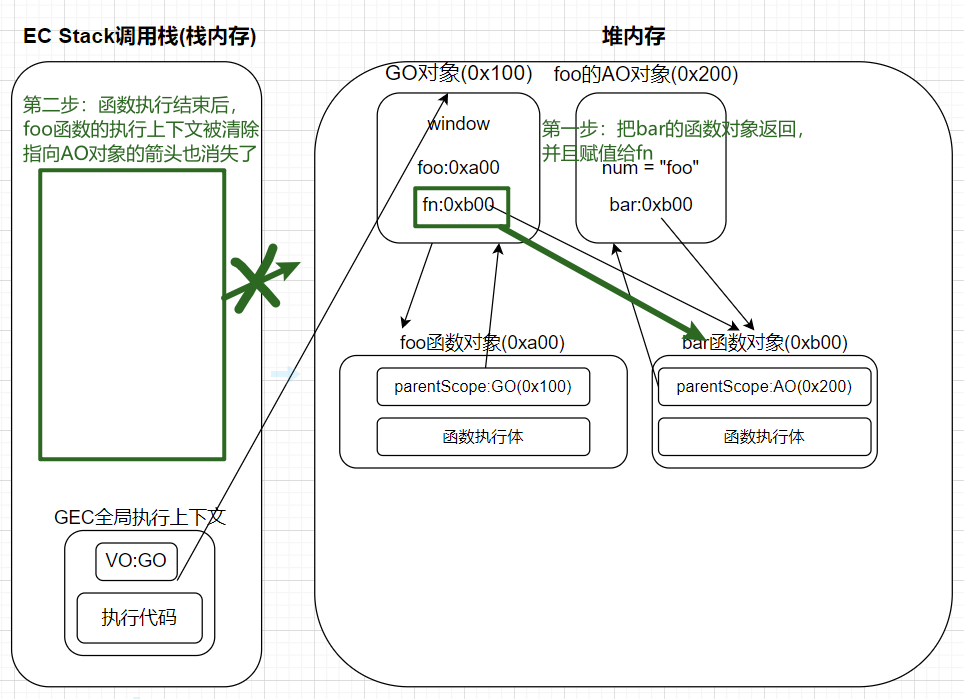 EC Stack调用栈(栈内存)
第二步：函数执行结束后，
foo函数的执行上下文被清除
指向AO对象的箭头也消失了
GEC全局执行上下文
VO:GO
执行代码
堆内存
GO对象(0x100)
window
foo:0xa00
fn:0xb00
foo的AO对象(0x200)
第一步：把bar的函数对象返回，
并且赋值给fn
num = "foo"
bar:0xb00
foo函数对象(0xa00)
parentScope:GO(0x100)
函数执行体
bar函数对象(0xb00)
parentScope:AO(0x200)
函数执行体